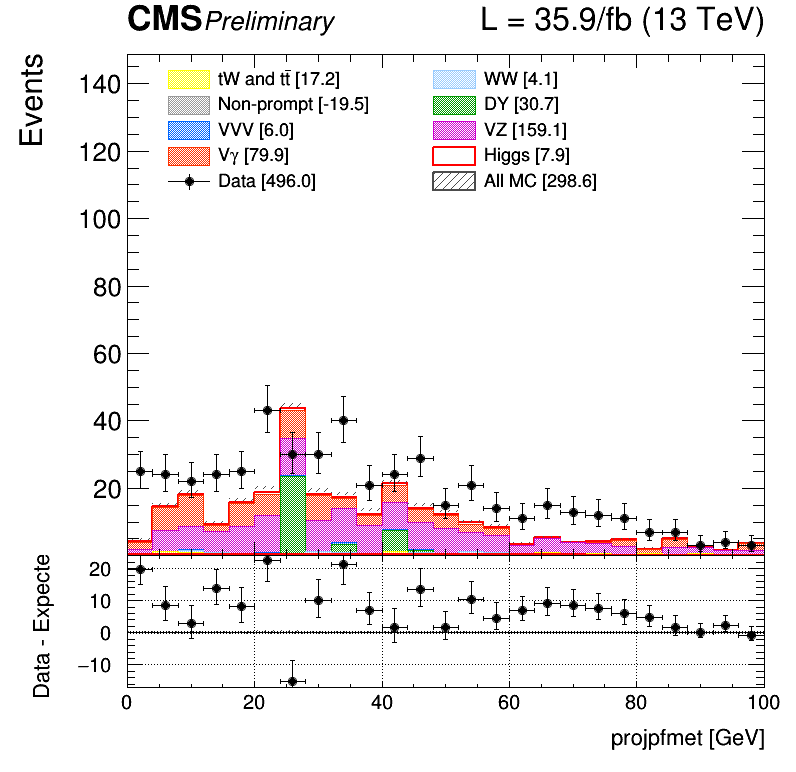 CMS Preliminary L = 35.9/fb (13 TeV)
Events
tW and tt̄ [17.2] WW [4.1]
Non-prompt [-19.5] DY [30.7]
VVV [6.0] VZ [159.1]
Vγ [79.9] Higgs [7.9]
Data [496.0] All MC [298.6]
140
120
100
80
60
40
20
Data - Expecte
20
10
0
−10
0 20 40 60 80 100
projpfmet [GeV]